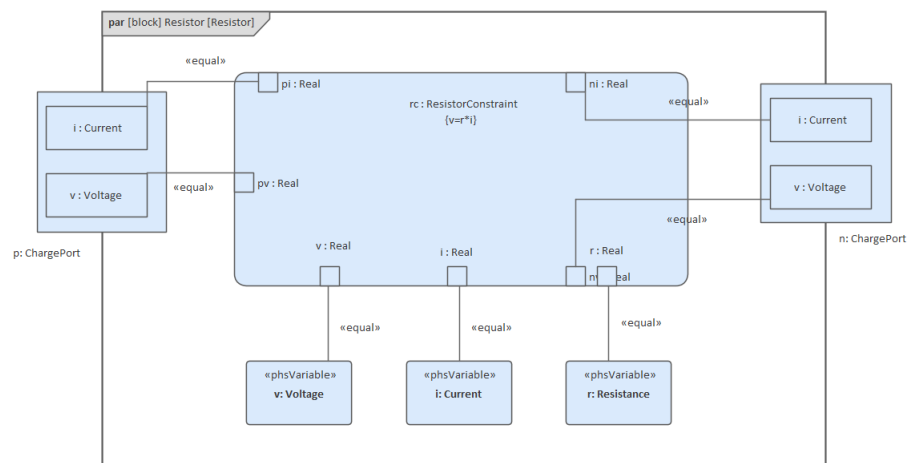 par [block] Resistor [Resistor]
«equal»
pi : Real
ni : Real
«equal»
rc : ResistorConstraint
{v=r*i}
i : Current
i : Current
«equal»
pv : Real
v : Voltage
v : Voltage
«equal»
p: ChargePort
n: ChargePort
v : Real
i : Real
r : Real
«equal»
«equal»
«equal»
«phsVariable»
v: Voltage
«phsVariable»
i: Current
«phsVariable»
r: Resistance